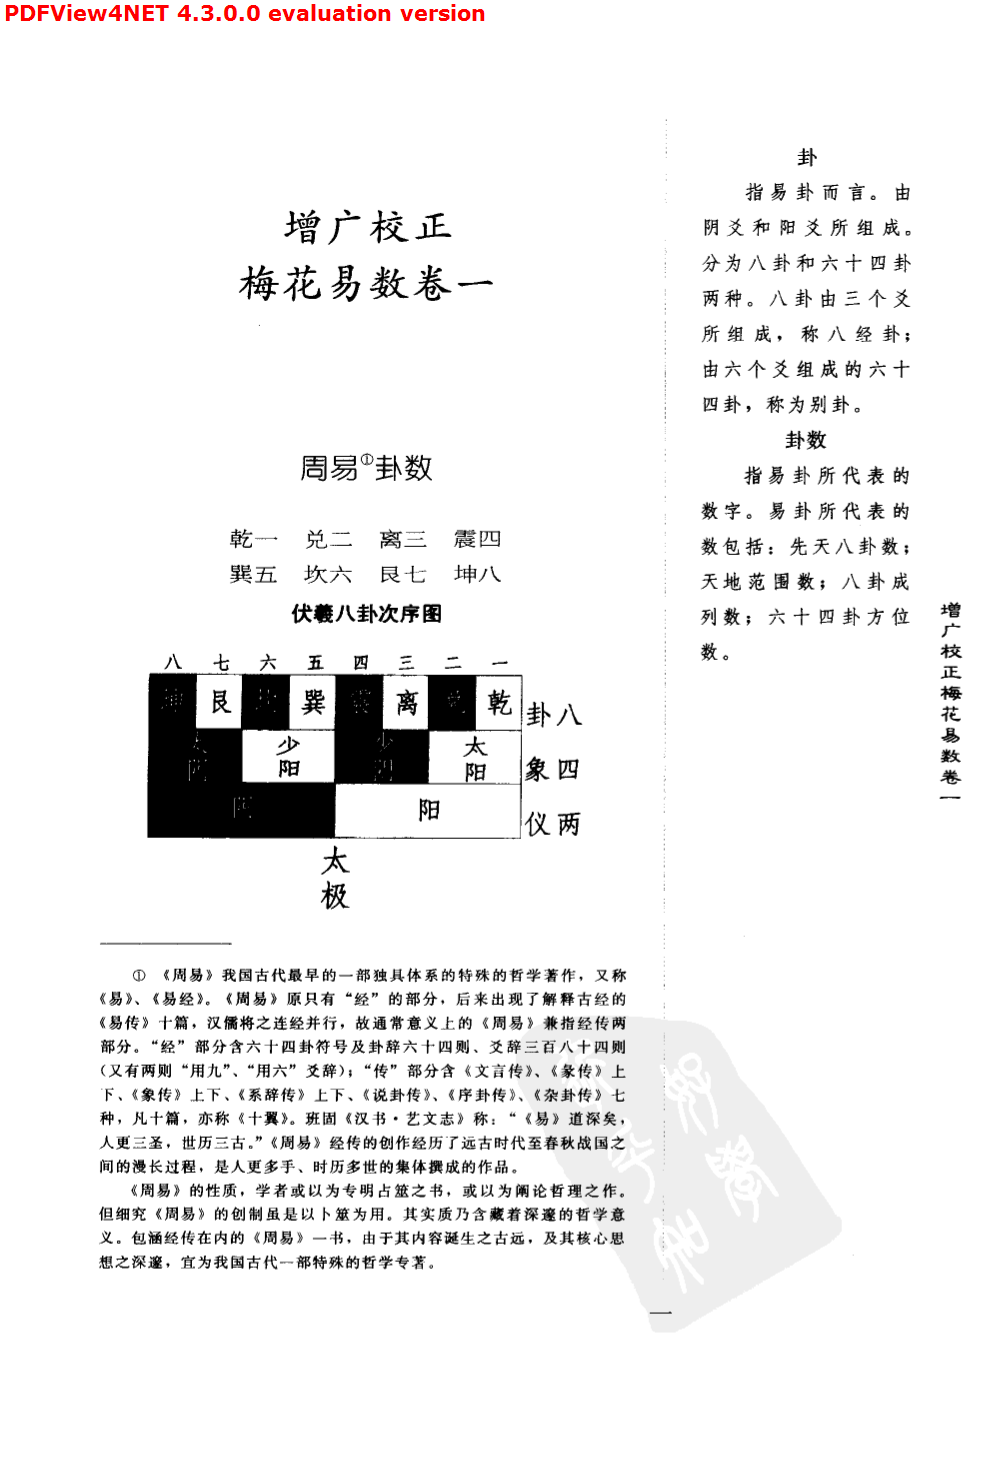 PDFView4NET 4.3.0.0 evaluation version
增广校正
梅花易数卷一
周易①卦数
乾一 兑二 离三 震四
巽五 坎六 艮七 坤八
伏羲八卦次序图
八 七 六 五 四 三 二 一
坤 艮 坎 巽 震 离 兑 乾 卦八
太阴 少阳 少阴 太阳 象四
阴 阳 仪两
太
极
① 《周易》我国古代最早的一部独具体系的特殊的哲学著作，又称
《易》、《易经》。《周易》原只有“经”的部分，后来出现了解释古经的
《易传》十篇，汉儒将之连经并行，故通常意义上的《周易》兼指经传两
部分。“经”部分含六十四卦符号及卦辞六十四则、爻辞三百八十四则
（又有两则“用九”、“用六”爻辞）；“传”部分含《文言传》、《彖传》上
下、《象传》上下、《系辞传》上下、《说卦传》、《序卦传》、《杂卦传》七
种，凡十篇，亦称《十翼》。班固《汉书·艺文志》称：“《易》道深矣，
人更三圣，世历三古。”《周易》经传的创作经历了远古时代至春秋战国之
间的漫长过程，是人更多手、时历多世的集体撰成的作品。
《周易》的性质，学者或以为专明占筮之书，或以为阐论哲理之作。
但细究《周易》的创制虽是以卜筮为用。其实质乃含藏着深邃的哲学意
义。包涵经传在内的《周易》一书，由于其内容诞生之古远，及其核心思
想之深邃，宜为我国古代一部特殊的哲学专著。
卦
指易卦而言。由
阴爻和阳爻所组成。
分为八卦和六十四卦
两种。八卦由三个爻
所组成，称八经卦；
由六个爻组成的六十
四卦，称为别卦。
卦数
指易卦所代表的
数字。易卦所代表的
数包括：先天八卦数；
天地范围数；八卦成
列数；六十四卦方位
数。
增广校正梅花易数卷一
一